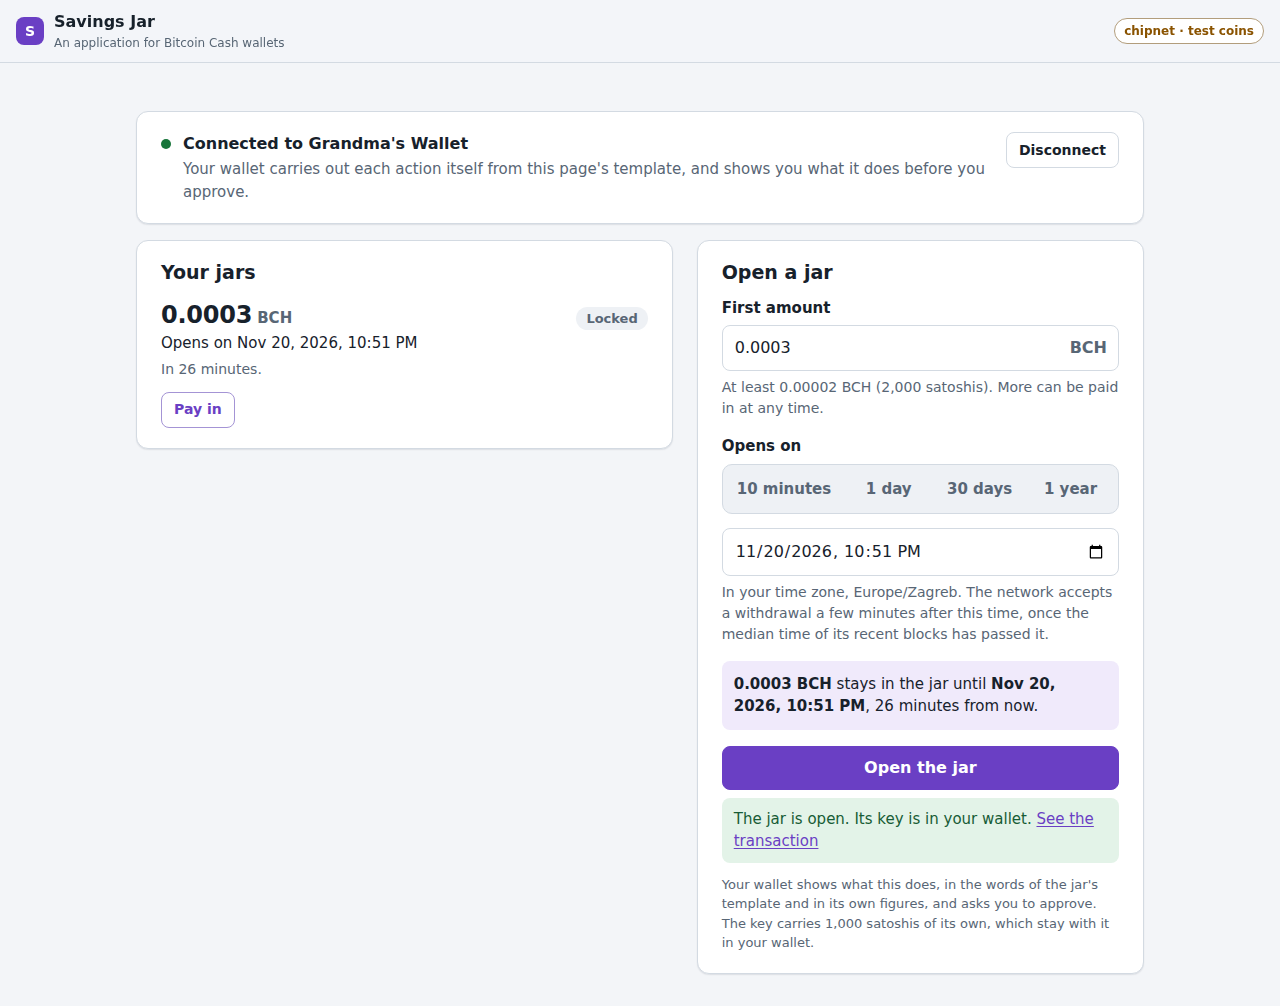 S
Savings Jar
An application for Bitcoin Cash wallets
chipnet · test coins
Connected to Grandma's Wallet
Your wallet carries out each action itself from this page's template, and shows you what it does before you
approve.
Disconnect
Your jars
0.0003 BCH
Locked
Opens on Nov 20, 2026, 10:51 PM
In 26 minutes.
Pay in
Open a jar
First amount
0.0003 BCH
At least 0.00002 BCH (2,000 satoshis). More can be paid
in at any time.
Opens on
10 minutes 1 day 30 days 1 year
11/20/2026, 10:51 PM
In your time zone, Europe/Zagreb. The network accepts
a withdrawal a few minutes after this time, once the
median time of its recent blocks has passed it.
0.0003 BCH stays in the jar until Nov 20,
2026, 10:51 PM, 26 minutes from now.
Open the jar
The jar is open. Its key is in your wallet. See the
transaction
Your wallet shows what this does, in the words of the jar's
template and in its own figures, and asks you to approve.
The key carries 1,000 satoshis of its own, which stay with it
in your wallet.